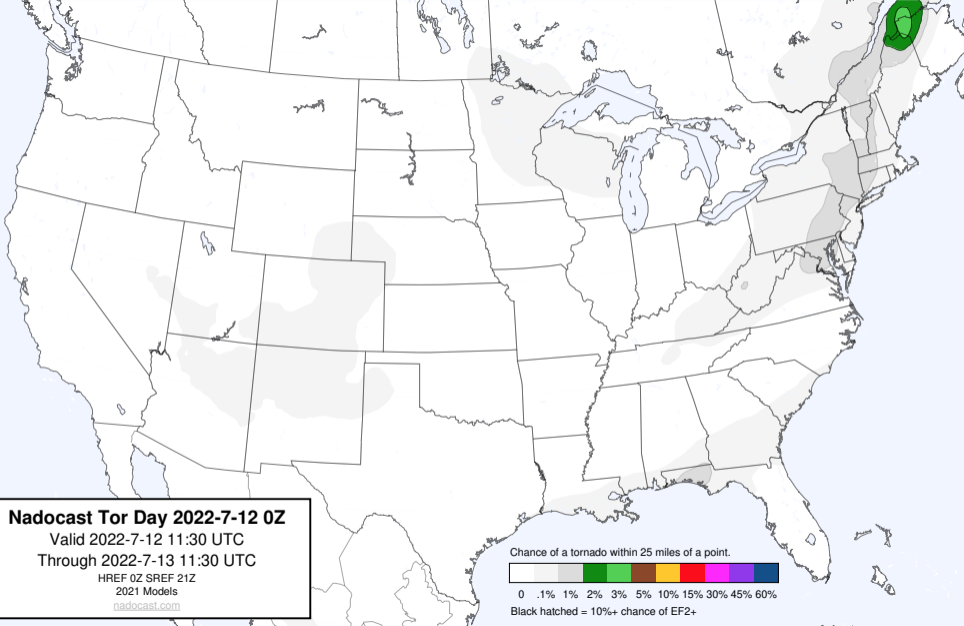 Nadocast Tor Day 2022-7-12 0Z
Valid 2022-7-12 11:30 UTC
Through 2022-7-13 11:30 UTC
HREF 0Z SREF 21Z
2021 Models
nadocast.com
Chance of a tornado within 25 miles of a point.
0 .1% 1% 2% 3% 5% 10% 15% 30% 45% 60%
Black hatched = 10%+ chance of EF2+